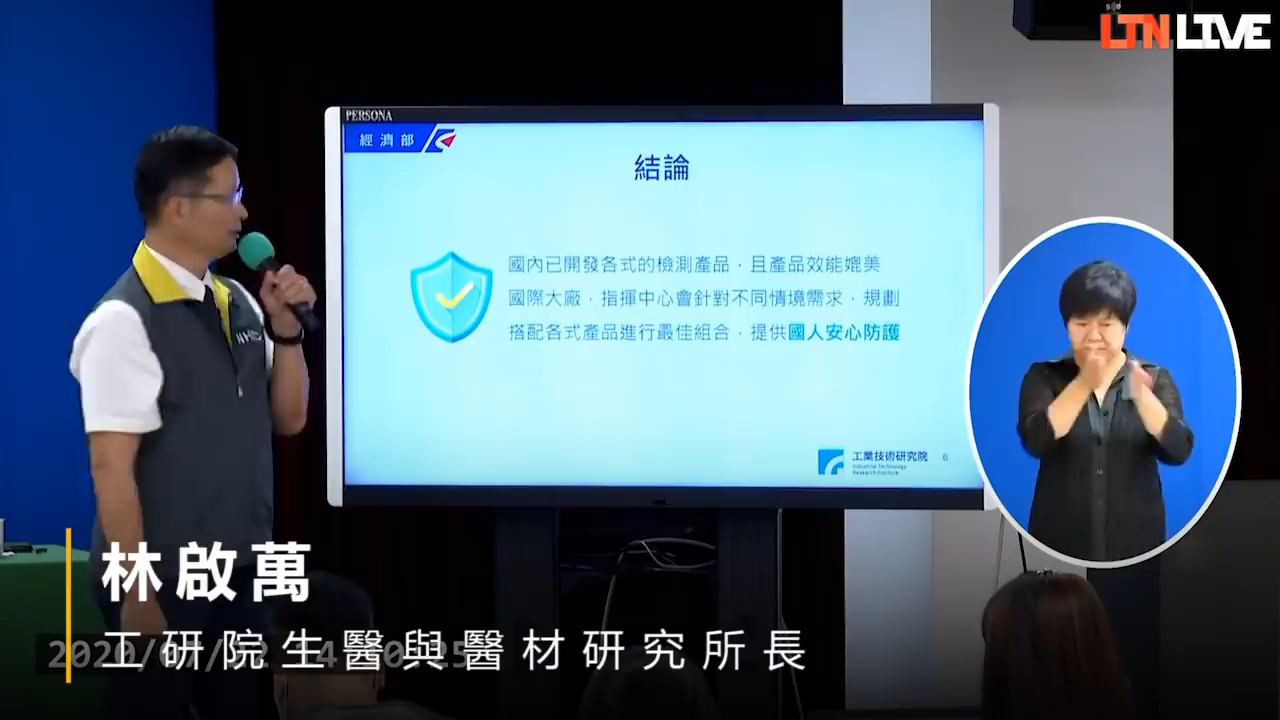 LTN LIVE
PERSONA
經濟部
結論
國內已開發各式的檢測產品，且產品效能媲美
國際大廠，指揮中心會針對不同情境需求，規劃
搭配各式產品進行最佳組合，提供國人安心防護
工業技術研究院
Industrial Technology
Research Institute
6
林啟萬
工研院生醫與醫材研究所長